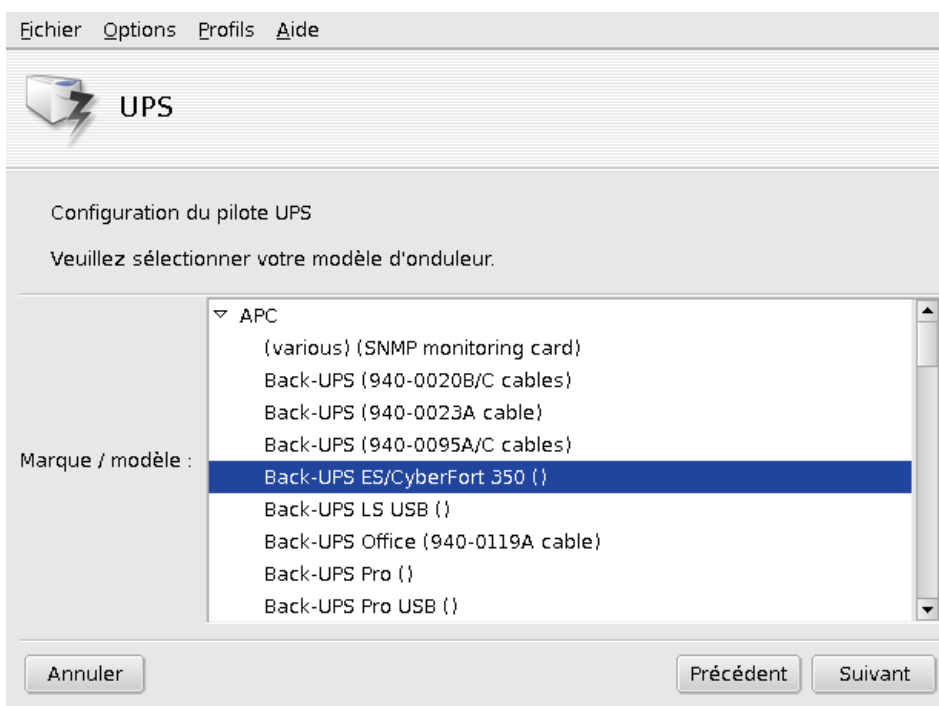 Fichier Options Profils Aide
UPS
Configuration du pilote UPS
Veuillez sélectionner votre modèle d'onduleur.
Marque / modèle :
APC
(various) (SNMP monitoring card)
Back-UPS (940-0020B/C cables)
Back-UPS (940-0023A cable)
Back-UPS (940-0095A/C cables)
Back-UPS ES/CyberFort 350 ()
Back-UPS LS USB ()
Back-UPS Office (940-0119A cable)
Back-UPS Pro ()
Back-UPS Pro USB ()
Annuler Précédent Suivant